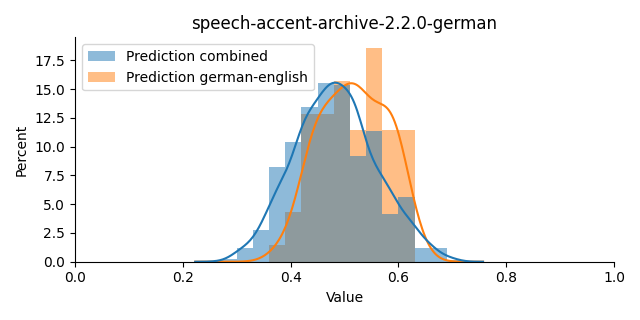 speech-accent-archive-2.2.0-german
Prediction combined
Prediction german-english
Percent
17.5
15.0
12.5
10.0
7.5
5.0
2.5
0.0
0.0 0.2 0.4 0.6 0.8 1.0
Value